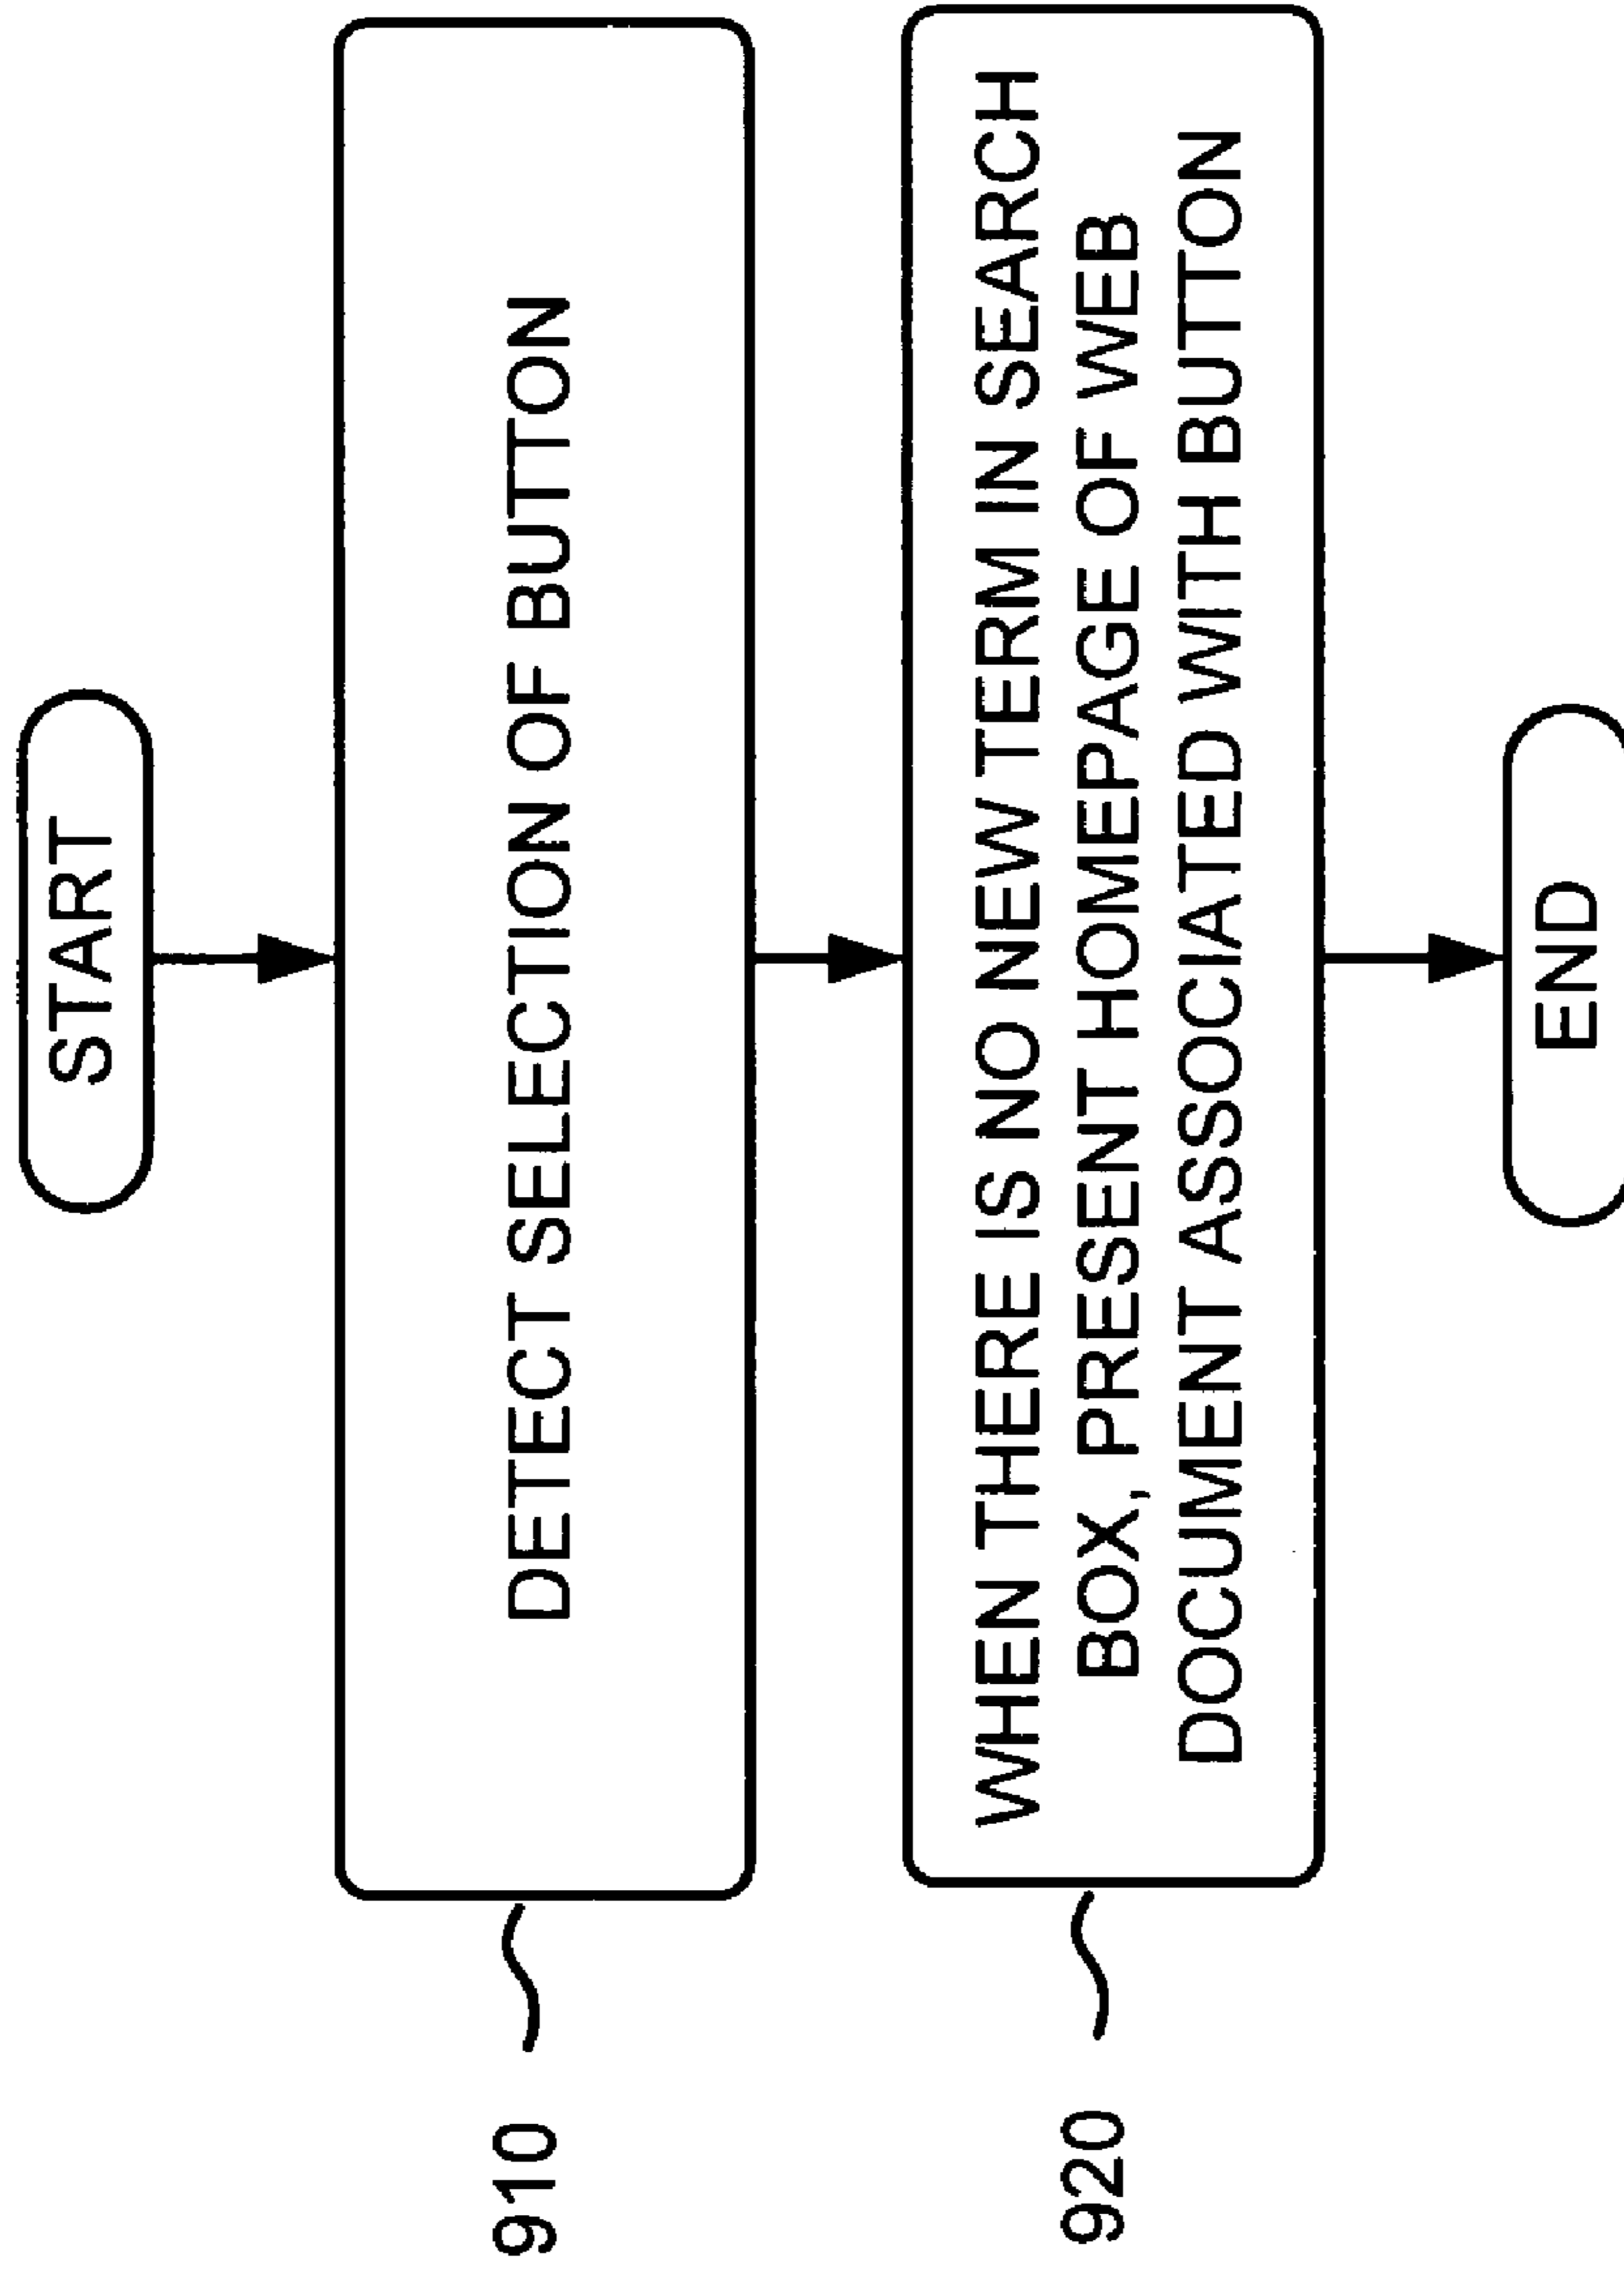 START
DETECT SELECTION OF BUTTON
910
WHEN THERE IS NO NEW TERM IN SEARCH
BOX, PRESENT HOMEPAGE OF WEB
DOCUMENT ASSOCIATED WITH BUTTON
920
END